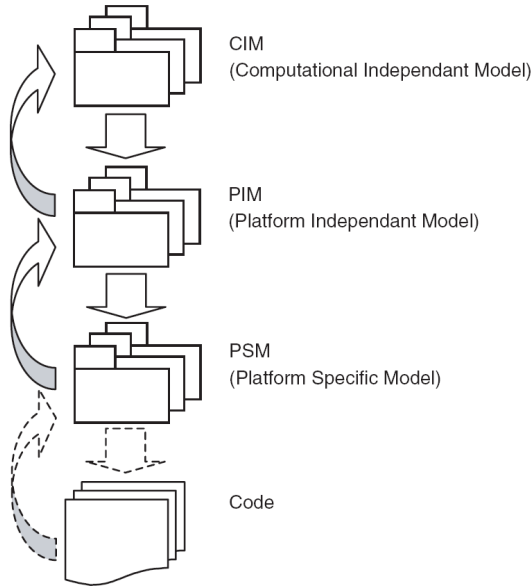 CIM
(Computational Independant Model)
PIM
(Platform Independant Model)
PSM
(Platform Specific Model)
Code